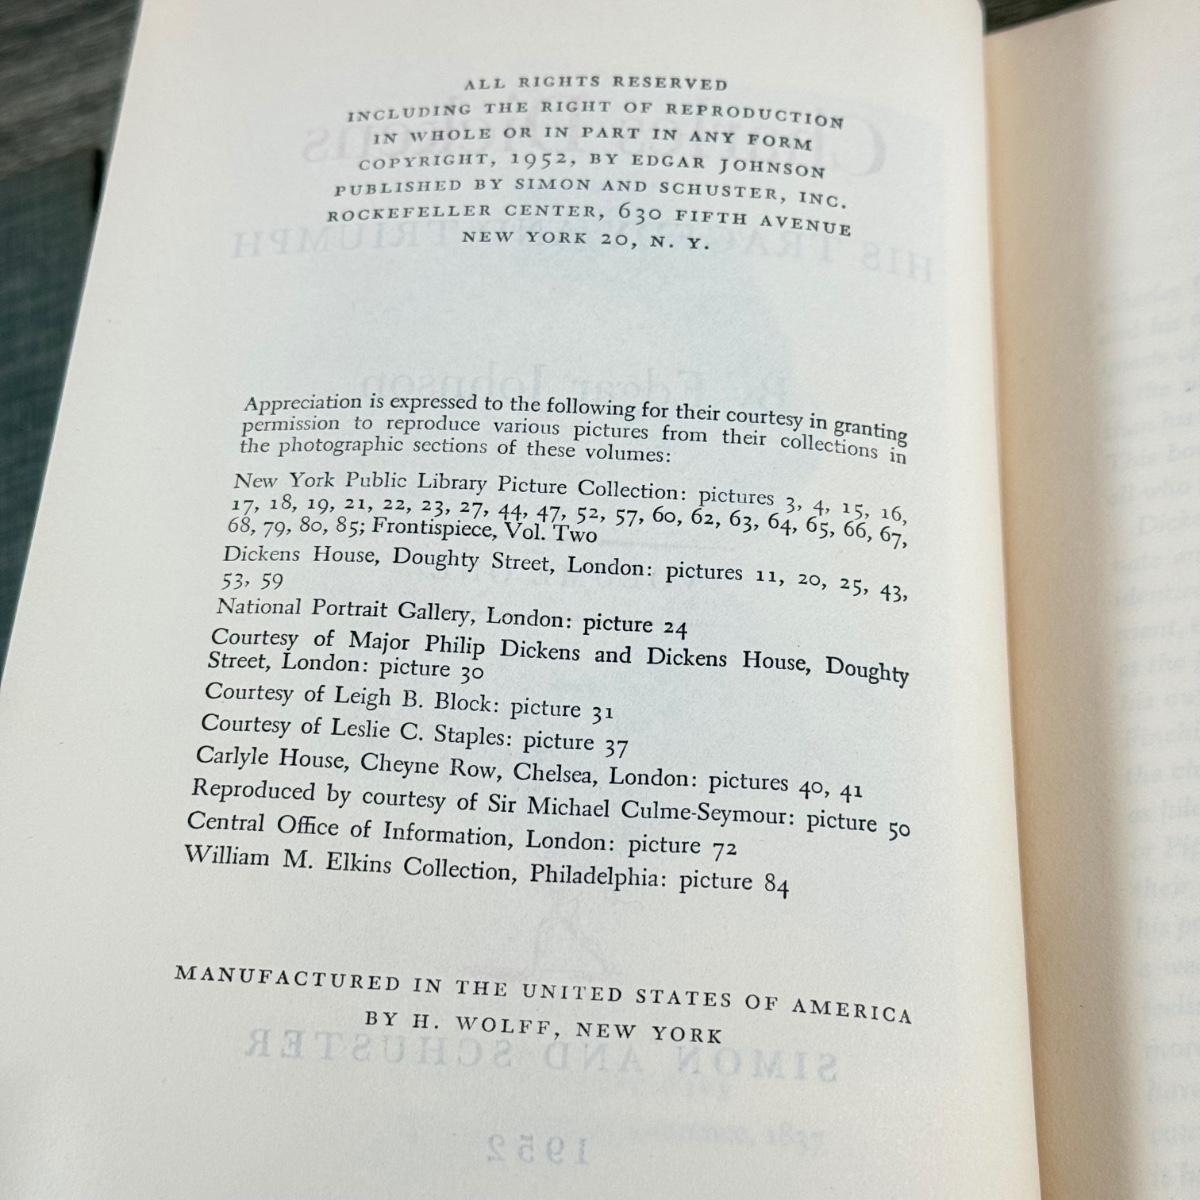 ALL RIGHTS RESERVED
INCLUDING THE RIGHT OF REPRODUCTION
IN WHOLE OR IN PART IN ANY FORM
COPYRIGHT, 1952, BY EDGAR JOHNSON
PUBLISHED BY SIMON AND SCHUSTER, INC.
ROCKEFELLER CENTER, 630 FIFTH AVENUE
NEW YORK 20, N. Y.
Appreciation is expressed to the following for their courtesy in granting
permission to reproduce various pictures from their collections in
the photographic sections of these volumes:
New York Public Library Picture Collection: pictures 3, 4, 15, 16,
17, 18, 19, 21, 22, 23, 27, 44, 47, 52, 57, 60, 62, 63, 64, 65, 66, 67,
68, 79, 80, 85; Frontispiece, Vol. Two
Dickens House, Doughty Street, London: pictures 11, 20, 25, 43,
53, 59
National Portrait Gallery, London: picture 24
Courtesy of Major Philip Dickens and Dickens House, Doughty
Street, London: picture 30
Courtesy of Leigh B. Block: picture 31
Courtesy of Leslie C. Staples: picture 37
Carlyle House, Cheyne Row, Chelsea, London: pictures 40, 41
Reproduced by courtesy of Sir Michael Culme-Seymour: picture 50
Central Office of Information, London: picture 72
William M. Elkins Collection, Philadelphia: picture 84
MANUFACTURED IN THE UNITED STATES OF AMERICA
BY H. WOLFF, NEW YORK
SIMON AND SCHUSTER
1952